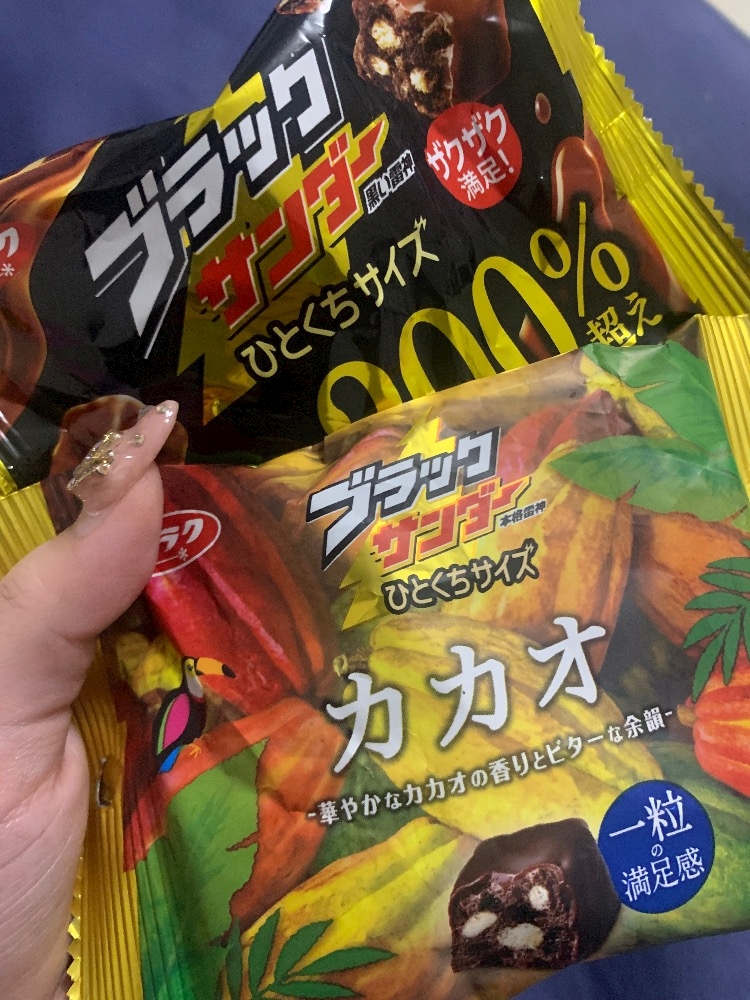 ブラック
サンダー
黒い雷神
ザクザク
満足!
ひとくちサイズ
200%
超え
ク
ブラック
サンダー
本格雷神
ひとくちサイズ
ラク
カカオ
-華やかなカカオの香りとビターな余韻-
一粒
の
満足感